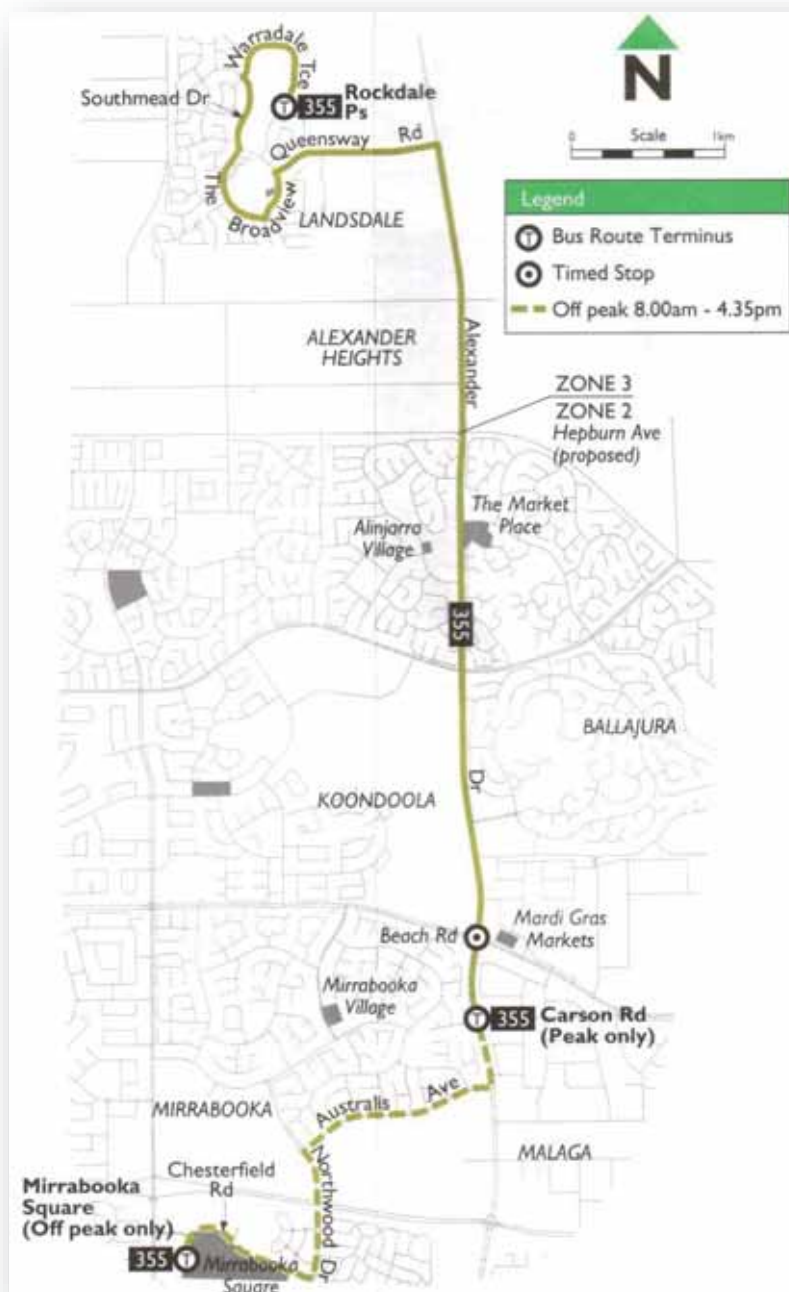 Warradale Tce
N
Southmead Dr
355
Rockdale
Ps
Queensway Rd
0 Scale 1km
The Broadview
LANDSDALE
Legend
T Bus Route Terminus
Timed Stop
Off peak 8.00am - 4.35pm
ALEXANDER
HEIGHTS
Alexander
ZONE 3
ZONE 2
Hepburn Ave
(proposed)
The Market
Place
Alinjarra
Village
355
BALLAJURA
Dr
KOONDOOLA
Beach Rd
Mardi Gras
Markets
Mirrabooka
Village
T 355 Carson Rd
(Peak only)
Australis Ave
MIRRABOOKA
Northwood Dr
MALAGA
Chesterfield
Rd
Mirrabooka
Square
(Off peak only)
355 T
Mirrabooka
Square